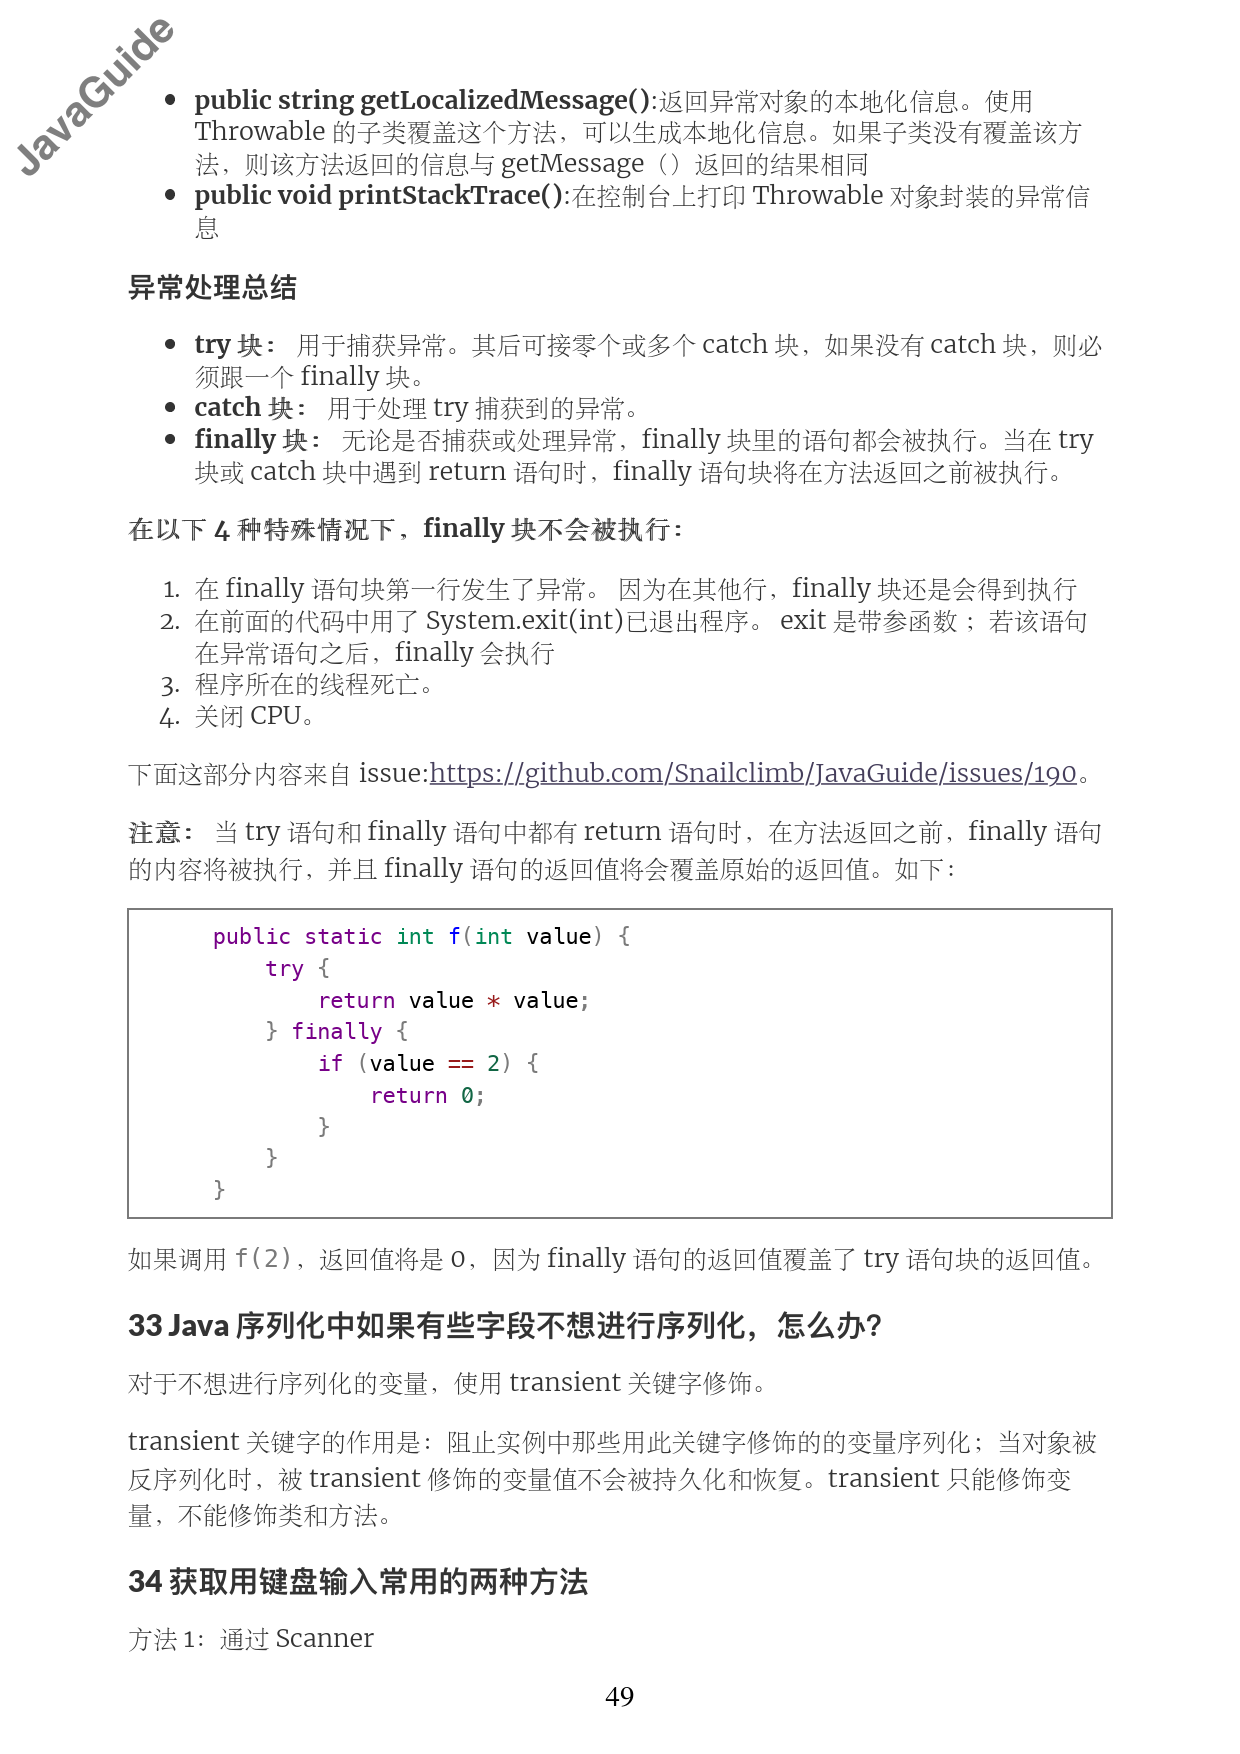 JavaGuide
• public string getLocalizedMessage():返回异常对象的本地化信息。使用
Throwable 的子类覆盖这个方法，可以生成本地化信息。如果子类没有覆盖该方
法，则该方法返回的信息与 getMessage（）返回的结果相同
• public void printStackTrace():在控制台上打印 Throwable 对象封装的异常信
息
异常处理总结
• try 块： 用于捕获异常。其后可接零个或多个 catch 块，如果没有 catch 块，则必
须跟一个 finally 块。
• catch 块： 用于处理 try 捕获到的异常。
• finally 块： 无论是否捕获或处理异常，finally 块里的语句都会被执行。当在 try
块或 catch 块中遇到 return 语句时，finally 语句块将在方法返回之前被执行。
在以下 4 种特殊情况下，finally 块不会被执行：
1. 在 finally 语句块第一行发生了异常。 因为在其他行，finally 块还是会得到执行
2. 在前面的代码中用了 System.exit(int)已退出程序。 exit 是带参函数 ；若该语句
在异常语句之后，finally 会执行
3. 程序所在的线程死亡。
4. 关闭 CPU。
下面这部分内容来自 issue:https://github.com/Snailclimb/JavaGuide/issues/190。
注意： 当 try 语句和 finally 语句中都有 return 语句时，在方法返回之前，finally 语句
的内容将被执行，并且 finally 语句的返回值将会覆盖原始的返回值。如下：
public static int f(int value) {
try {
return value * value;
} finally {
if (value == 2) {
return 0;
}
}
}
如果调用 f(2)，返回值将是 0，因为 finally 语句的返回值覆盖了 try 语句块的返回值。
33 Java 序列化中如果有些字段不想进行序列化，怎么办？
对于不想进行序列化的变量，使用 transient 关键字修饰。
transient 关键字的作用是：阻止实例中那些用此关键字修饰的的变量序列化；当对象被
反序列化时，被 transient 修饰的变量值不会被持久化和恢复。transient 只能修饰变
量，不能修饰类和方法。
34 获取用键盘输入常用的两种方法
方法 1：通过 Scanner
49